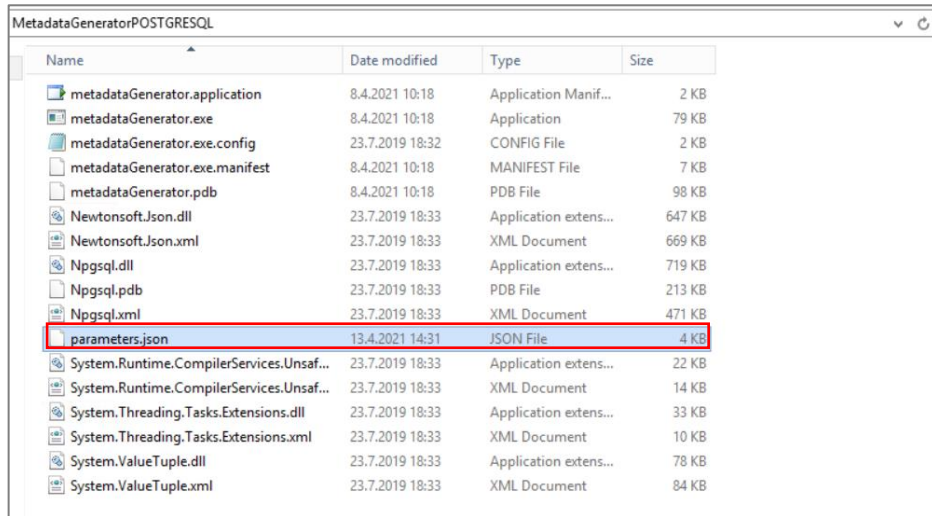 MetadataGeneratorPOSTGRESQL
Name Date modified Type Size
metadataGenerator.application 8.4.2021 10:18 Application Manif... 2 KB
metadataGenerator.exe 8.4.2021 10:18 Application 79 KB
metadataGenerator.exe.config 23.7.2019 18:32 CONFIG File 2 KB
metadataGenerator.exe.manifest 8.4.2021 10:18 MANIFEST File 7 KB
metadataGenerator.pdb 8.4.2021 10:18 PDB File 98 KB
Newtonsoft.Json.dll 23.7.2019 18:33 Application extens... 647 KB
Newtonsoft.Json.xml 23.7.2019 18:33 XML Document 669 KB
Npgsql.dll 23.7.2019 18:33 Application extens... 719 KB
Npgsql.pdb 23.7.2019 18:33 PDB File 213 KB
Npgsql.xml 23.7.2019 18:33 XML Document 471 KB
parameters.json 13.4.2021 14:31 JSON File 4 KB
System.Runtime.CompilerServices.Unsaf... 23.7.2019 18:33 Application extens... 22 KB
System.Runtime.CompilerServices.Unsaf... 23.7.2019 18:33 XML Document 14 KB
System.Threading.Tasks.Extensions.dll 23.7.2019 18:33 Application extens... 33 KB
System.Threading.Tasks.Extensions.xml 23.7.2019 18:33 XML Document 10 KB
System.ValueTuple.dll 23.7.2019 18:33 Application extens... 78 KB
System.ValueTuple.xml 23.7.2019 18:33 XML Document 84 KB